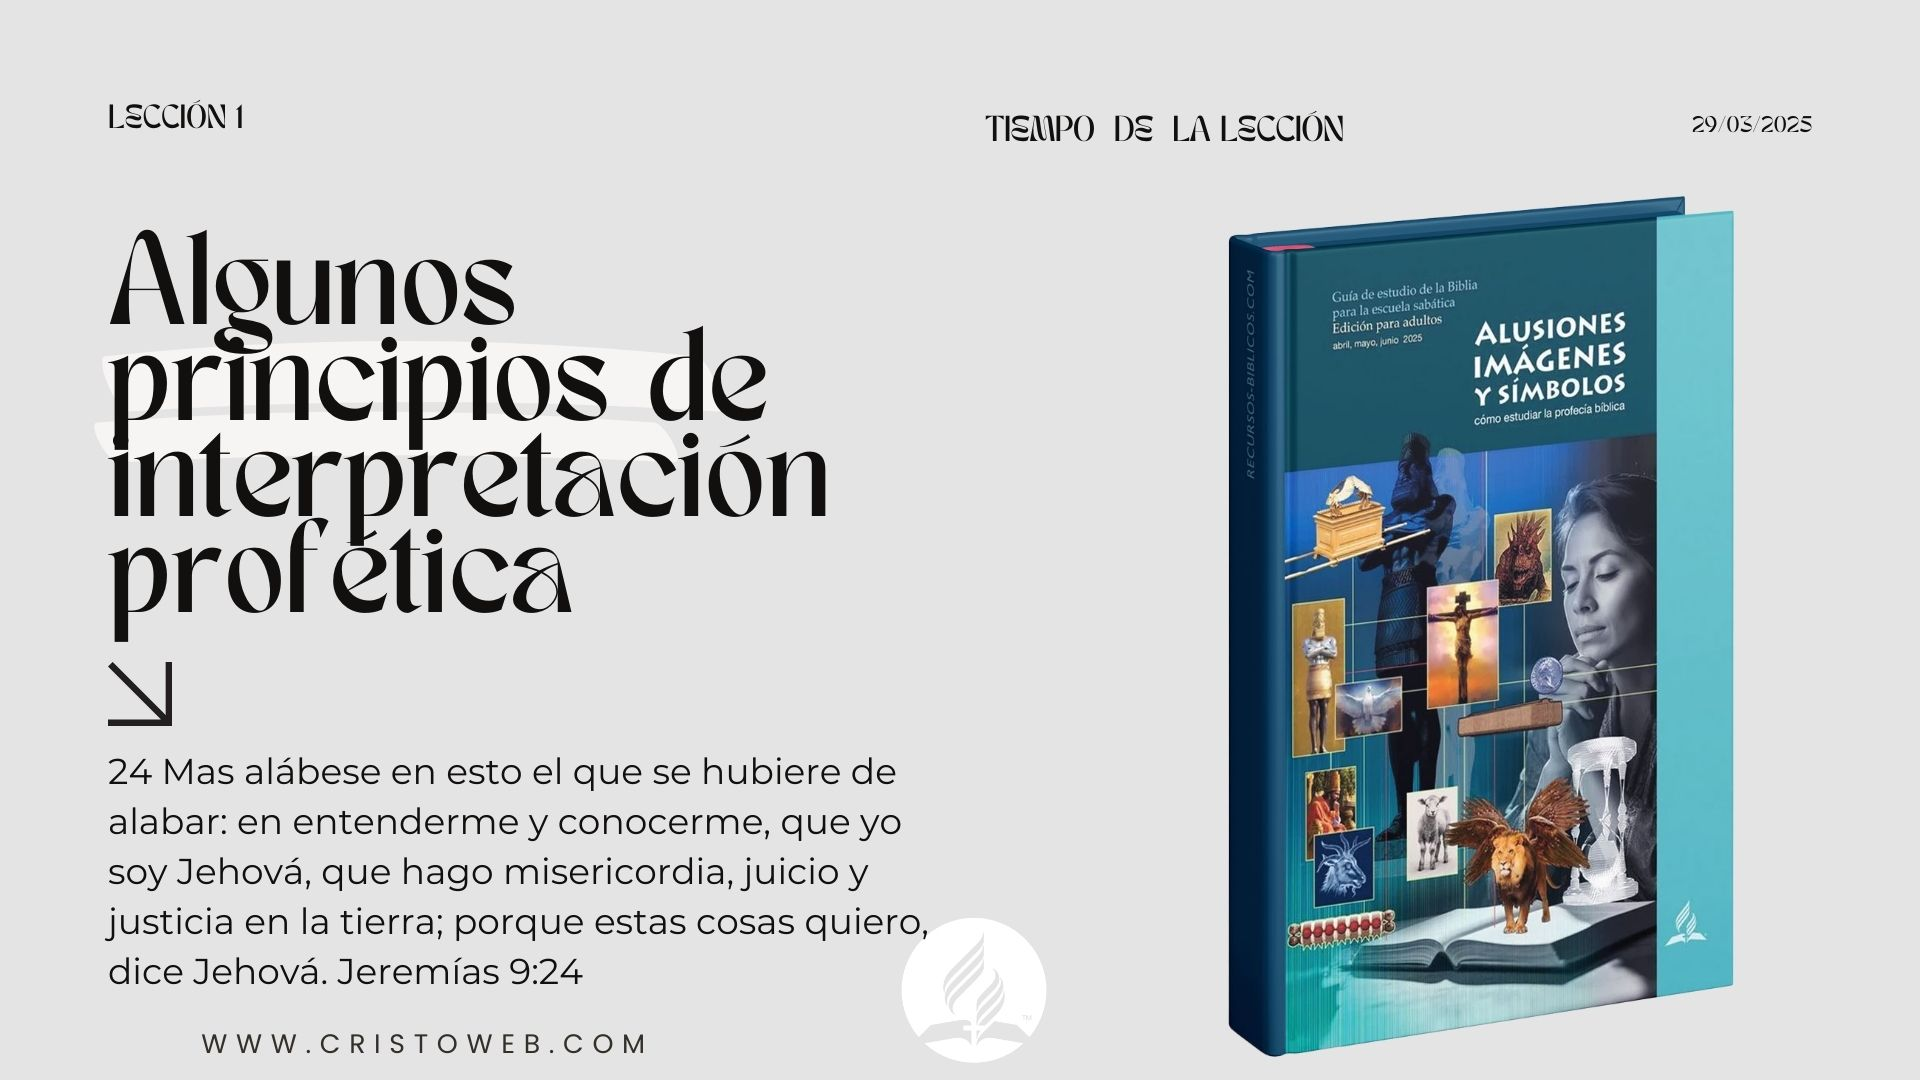 LECCIÓN 1
TIEMPO DE LA LECCIÓN
29/03/2025
Algunos
principios de
interpretación
profética
24 Mas alábese en esto el que se hubiere de
alabar: en entenderme y conocerme, que yo
soy Jehová, que hago misericordia, juicio y
justicia en la tierra; porque estas cosas quiero,
dice Jehová. Jeremías 9:24
WWW.CRISTOWEB.COM
RECURSOS-BIBLICOS.COM
Guía de estudio de la Biblia
para la escuela sabática
Edición para adultos
abril, mayo, junio 2025
ALUSIONES
IMÁGENES
Y SÍMBOLOS
cómo estudiar la profecía bíblica
TM